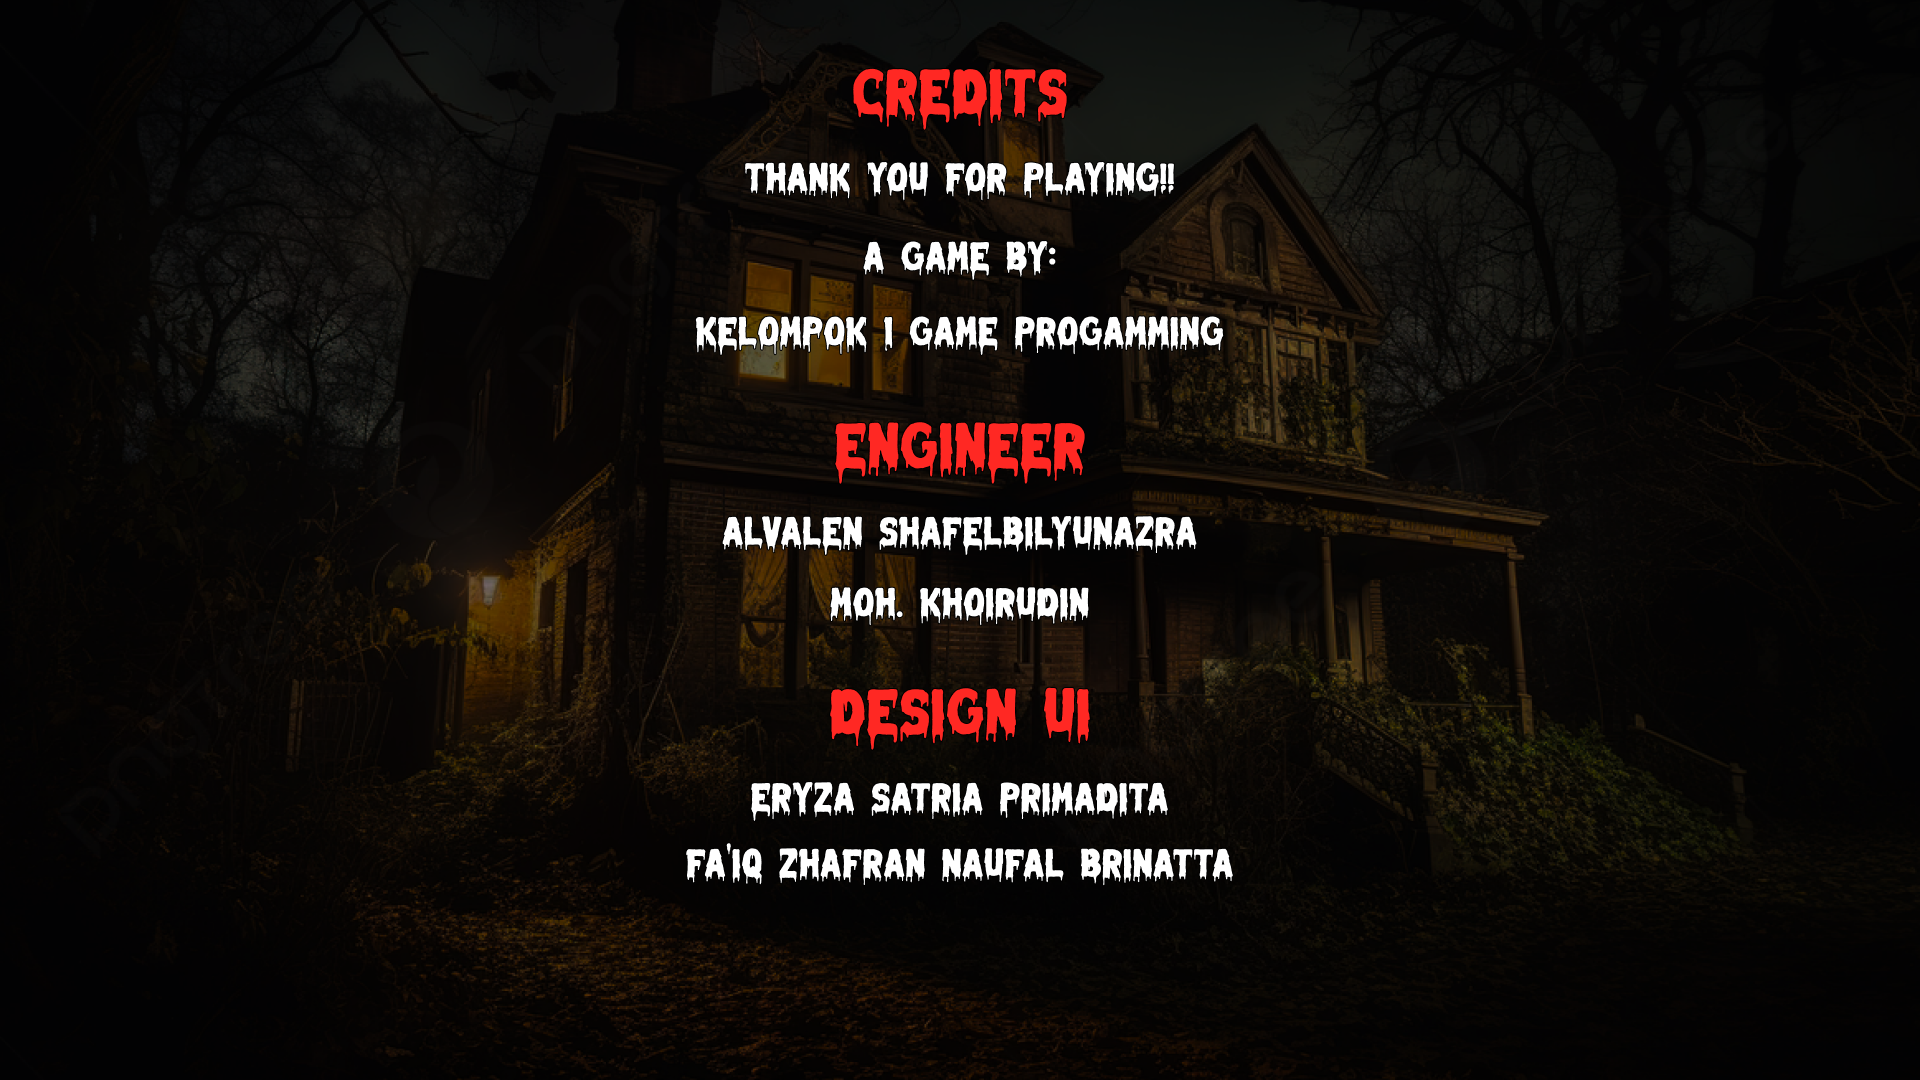 CREDITS
THANK YOU FOR PLAYING!!
A GAME BY:
KELOMPOK 1 GAME PROGAMMING
ENGINEER
ALVALEN SHAFELBILYUNAZRA
MOH. KHOIRUDIN
DESIGN UI
ERYZA SATRIA PRIMADITA
FA'IQ ZHAFRAN NAUFAL BRINATTA